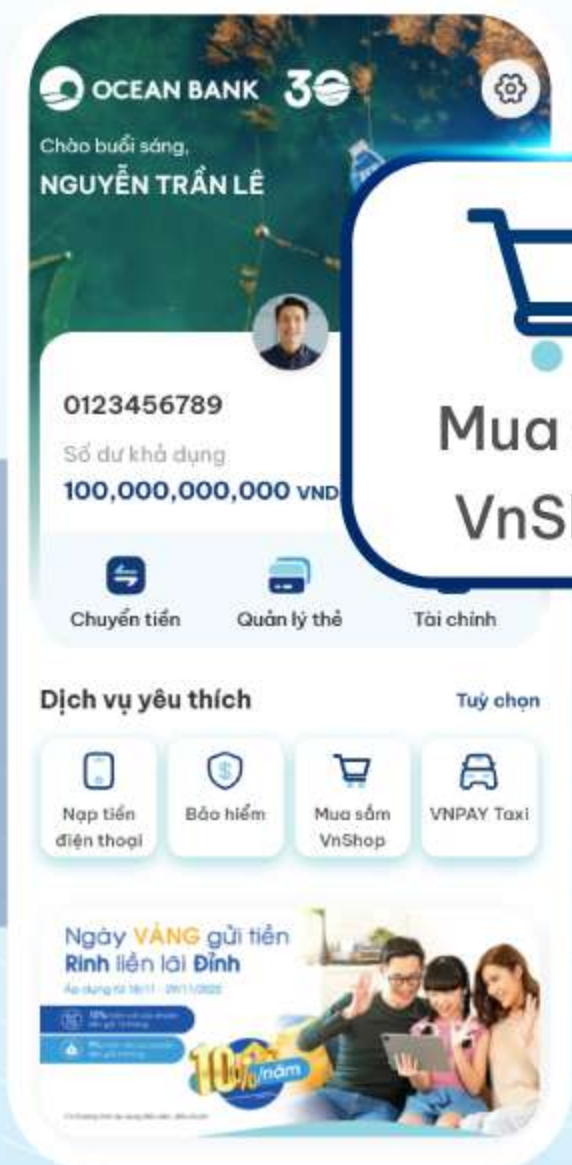 OCEAN BANK 30
Chào buổi sáng,
NGUYỄN TRẦN LÊ
0123456789
Số dư khả dụng
100,000,000,000 VND
Mua
Chuyển tiền
Quản lý thẻ
Tài chính
Dịch vụ yêu thích
Tuỳ chọn
Nạp tiền
điện thoại
Bảo hiểm
Mua sắm
VnShop
VNPAY Taxi
Ngày VÀNG gửi tiền
Rinh liền lãi Đỉnh
10%/năm